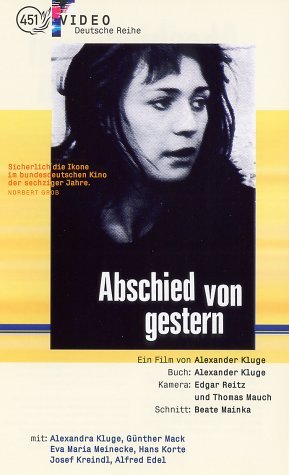 451 VIDEO
Deutsche Reihe
Sicherlich die Ikone
im bundesdeutschen Kino
der sechziger Jahre.
NORBERT GROB
Abschied von
gestern
Ein Film von Alexander Kluge
Buch: Alexander Kluge
Kamera: Edgar Reitz
und Thomas Mauch
Schnitt: Beate Mainka
mit: Alexandra Kluge, Günther Mack
Eva Maria Meinecke, Hans Korte
Josef Kreindl, Alfred Edel